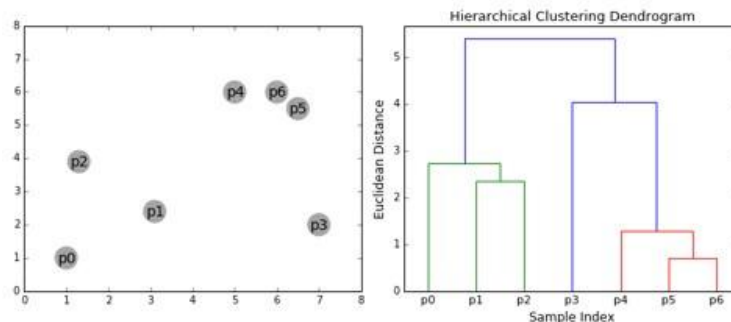 8
7
6
5
4
3
2
1
0
p4
p6
p5
p2
p1
p3
p0
0 1 2 3 4 5 6 7 8
Hierarchical Clustering Dendrogram
Euclidean Distance
5
4
3
2
1
0
p0 p1 p2 p3 p4 p5 p6
Sample Index